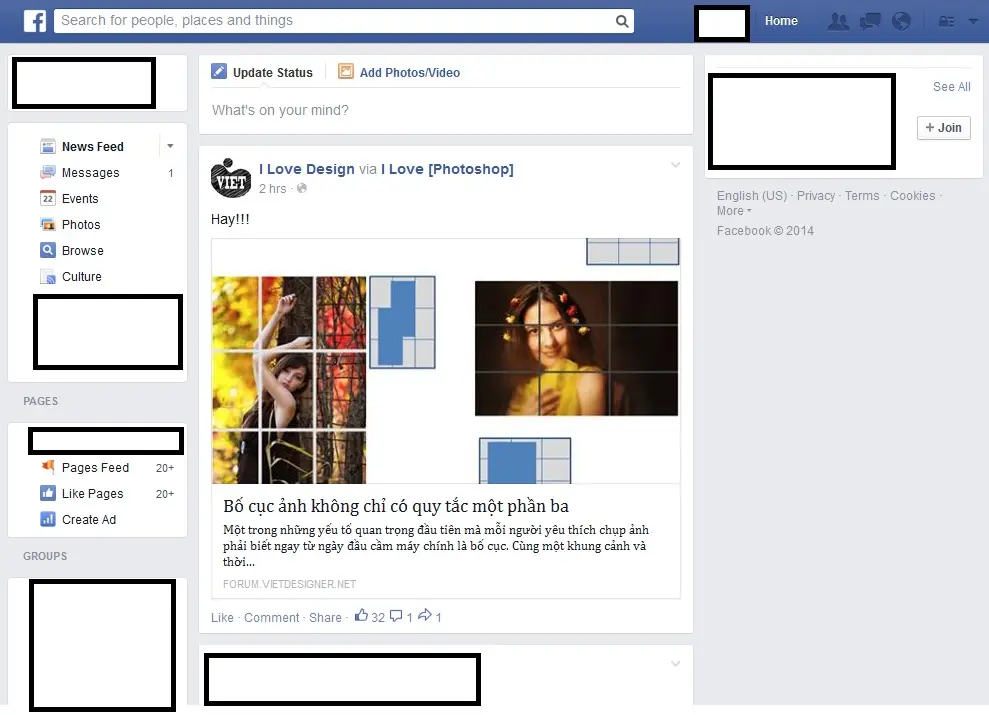 Search for people, places and things
Home
Update Status
Add Photos/Video
What's on your mind?
News Feed
Messages 1
22 Events
Photos
Browse
Culture
PAGES
Pages Feed 20+
Like Pages 20+
Create Ad
GROUPS
VIET
I Love Design via I Love [Photoshop]
2 hrs ·
Hay!!!
Bố cục ảnh không chỉ có quy tắc một phần ba
Một trong những yếu tố quan trọng đầu tiên mà mỗi người yêu thích chụp ảnh
phải biết ngay từ ngày đầu cầm máy chính là bố cục. Cùng một khung cảnh và
thời...
FORUM.VIETDESIGNER.NET
Like · Comment · Share · 32 1 1
See All
+ Join
English (US) · Privacy · Terms · Cookies ·
More
Facebook © 2014